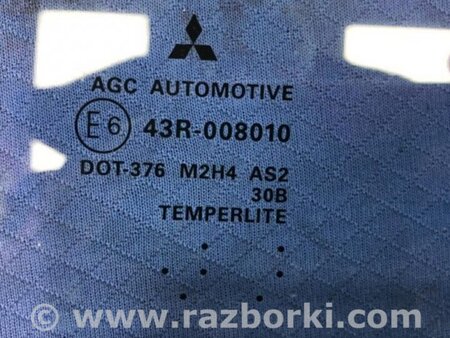 AGC AUTOMOTIVE
E6 43R-008010
DOT-376 M2H4 AS2
30B
TEMPERLITE
© www.razborki.com